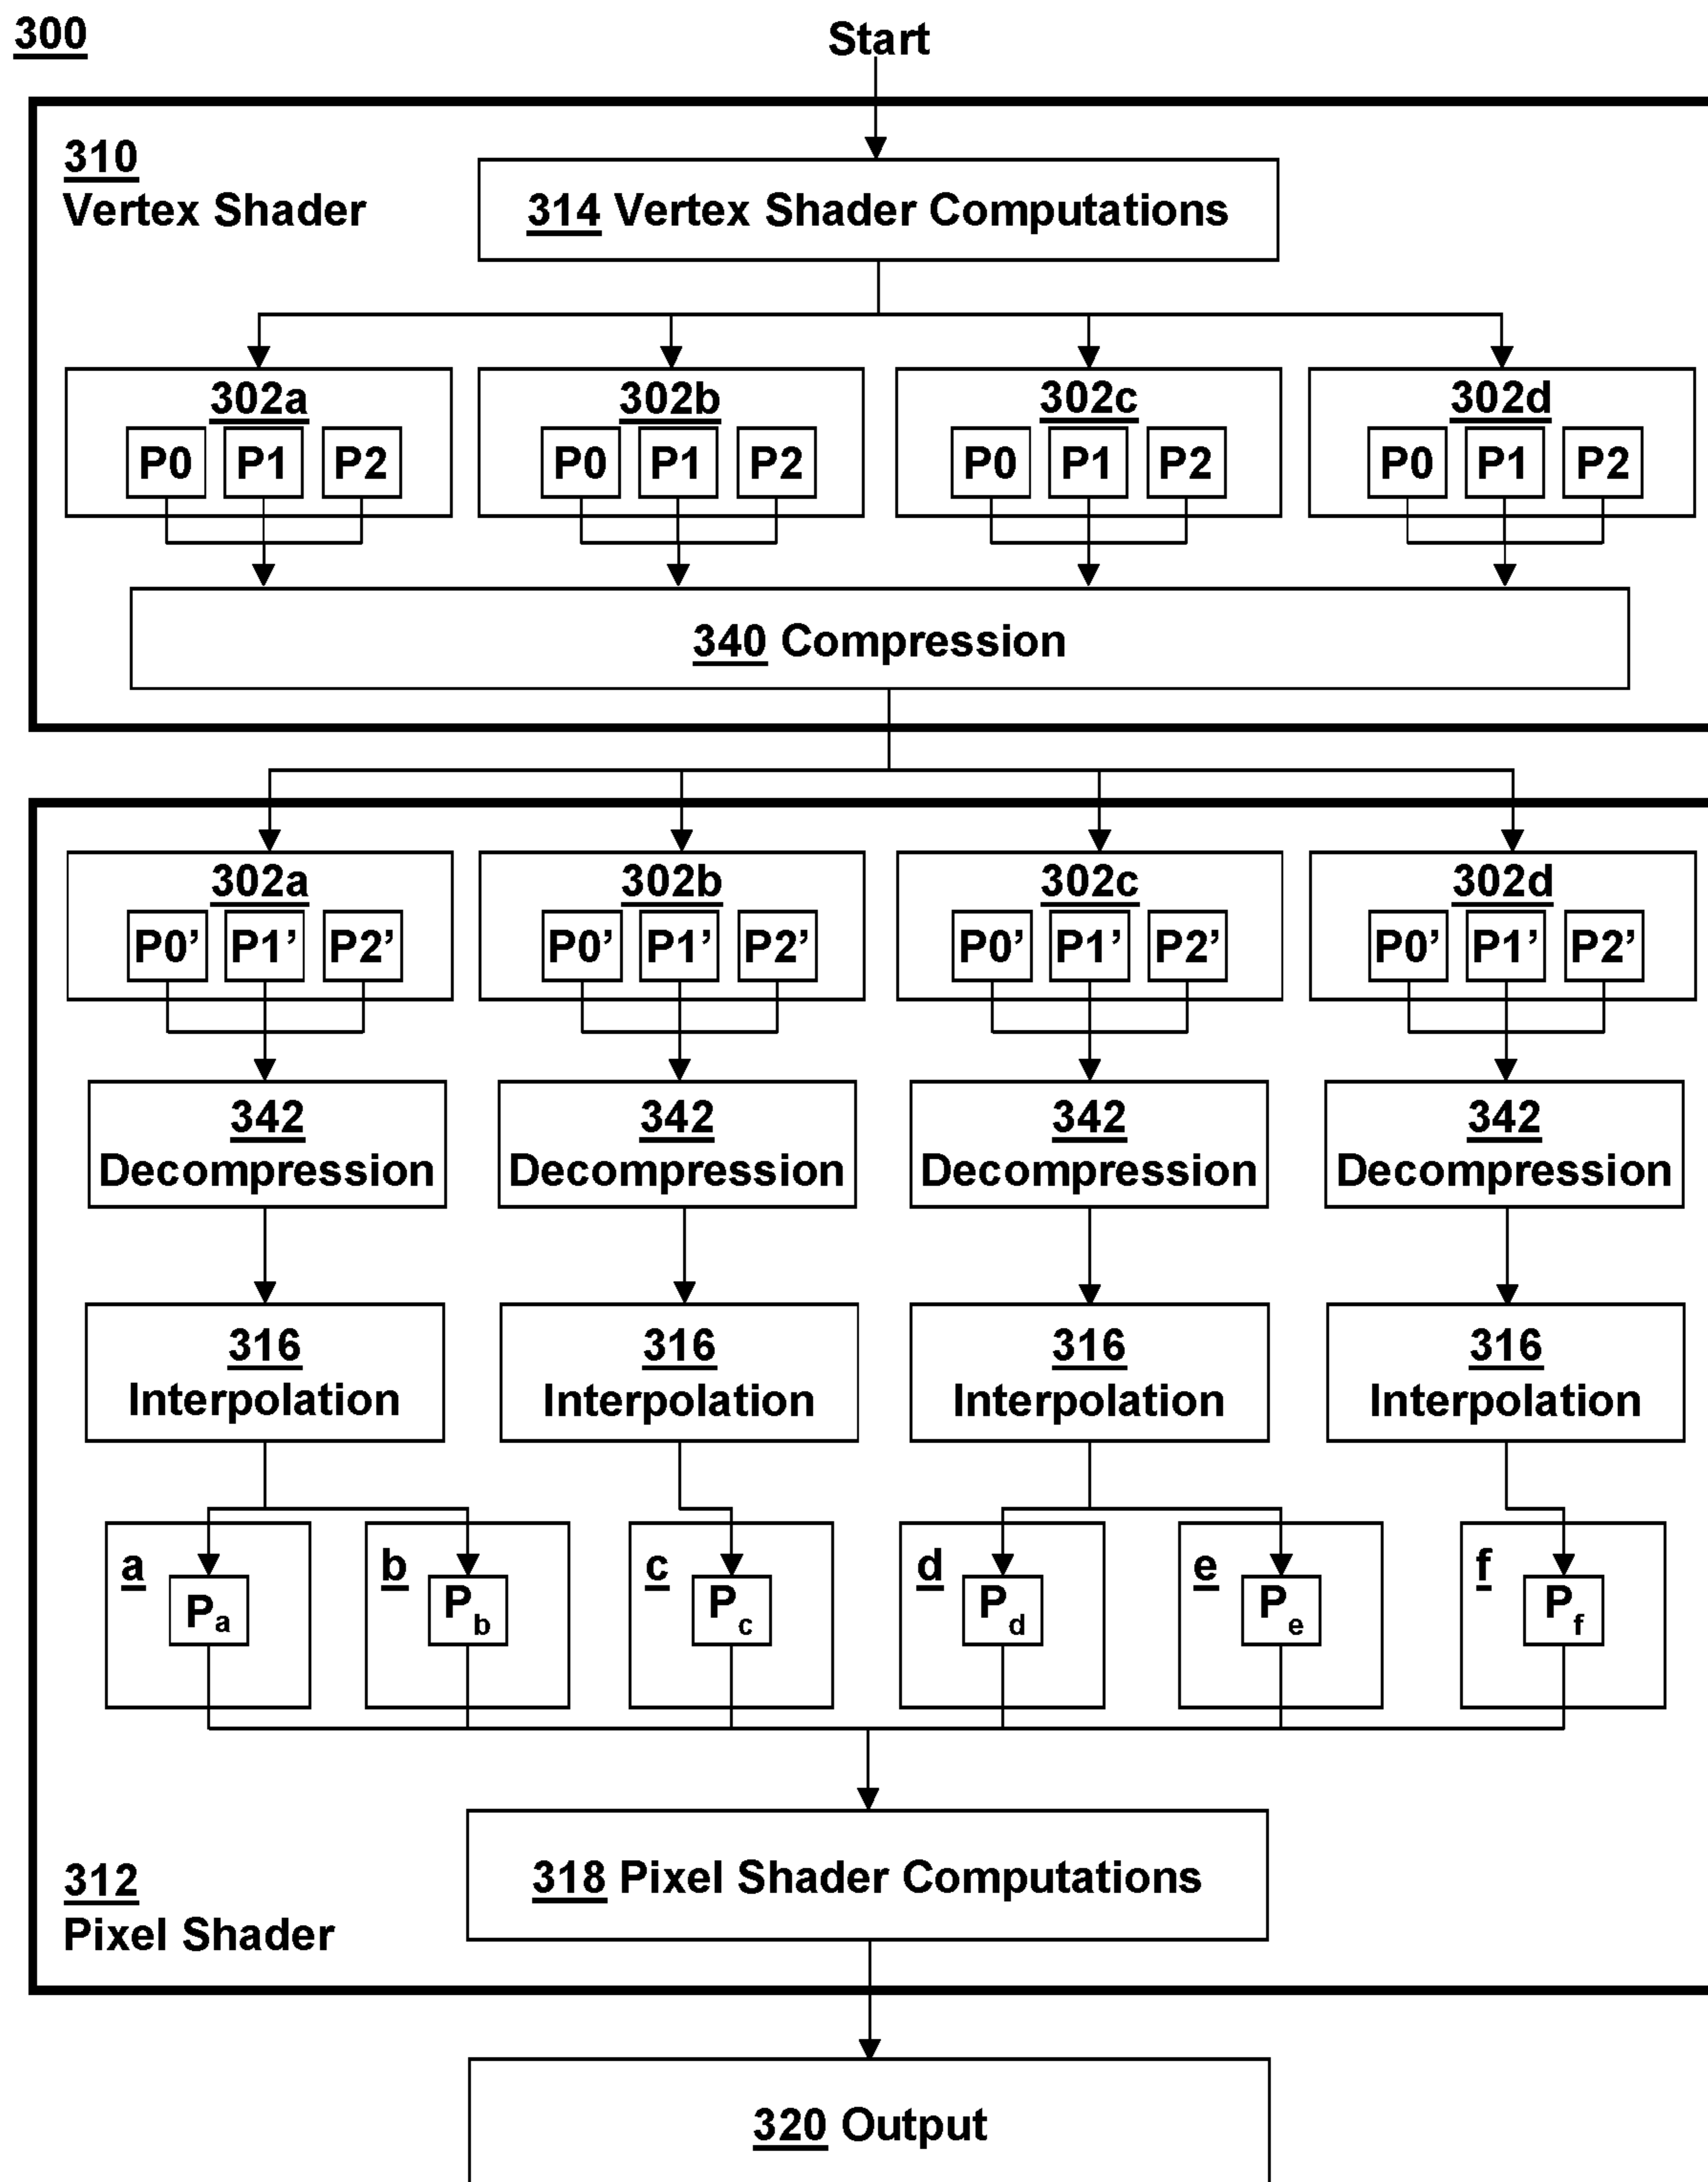 300
Start
310
Vertex Shader
314 Vertex Shader Computations
302a 302b 302c 302d
P0 P1 P2 P0 P1 P2 P0 P1 P2 P0 P1 P2
340 Compression
302a 302b 302c 302d
P0’ P1’ P2’ P0’ P1’ P2’ P0’ P1’ P2’ P0’ P1’ P2’
342 342 342 342
Decompression Decompression Decompression Decompression
316 316 316 316
Interpolation Interpolation Interpolation Interpolation
a b c d e f
Pa Pb Pc Pd Pe Pf
318 Pixel Shader Computations
312
Pixel Shader
320 Output